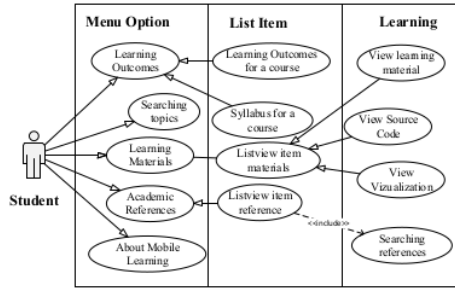 Menu Option
List Item
Learning
Learning
Outcomes
Learning Outcomes
for a course
View learning
material
Searching
topics
Syllabus for a
course
View Source
Code
Learning
Materials
Listview item
materials
View
Vizualization
Student
Academic
References
Listview item
reference
<<include>>
About Mobile
Learning
Searching
references